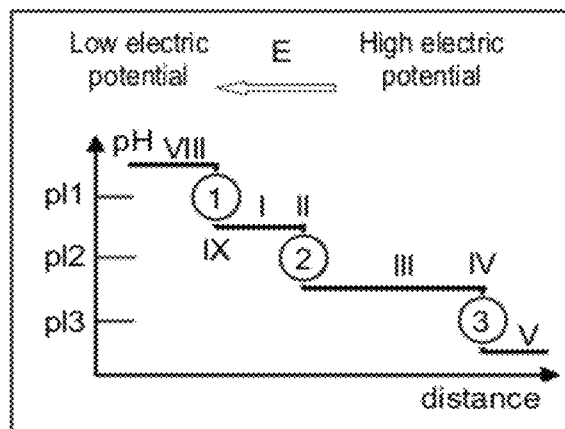 Low electric potential
E
High electric potential
pH
VIII
pI1
1
I
II
IX
pI2
2
III
IV
pI3
3
V
distance